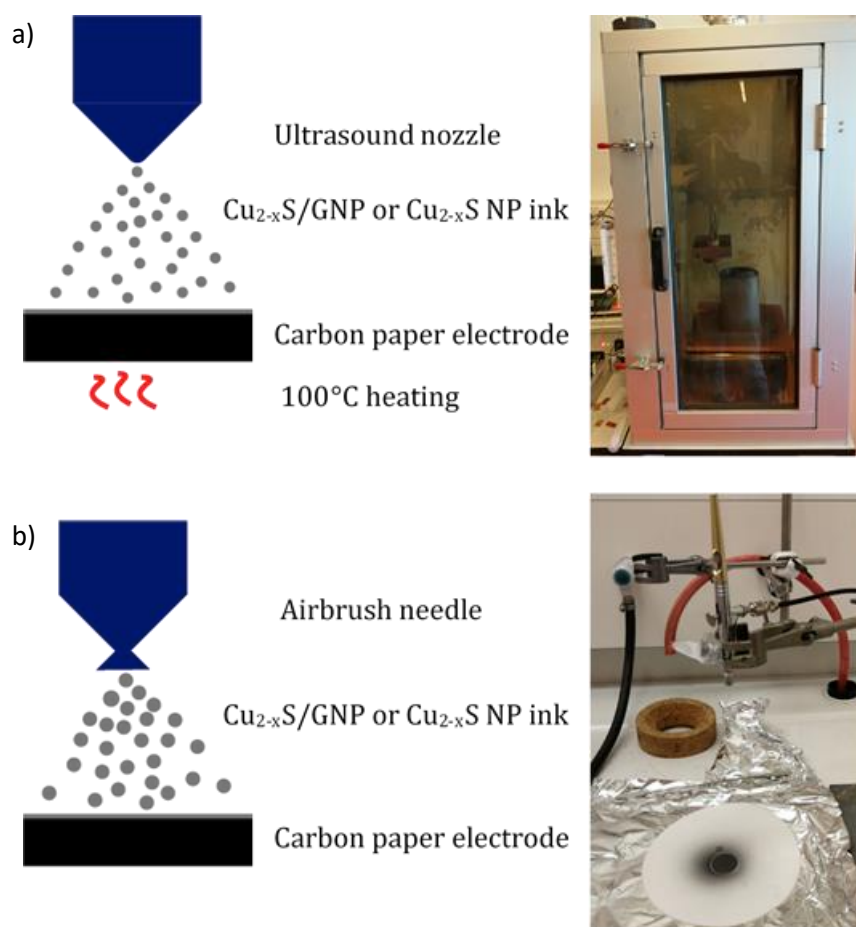 a)
Ultrasound nozzle
Cu₂₋ₓS/GNP or Cu₂₋ₓS NP ink
Carbon paper electrode
100°C heating
b)
Airbrush needle
Cu₂₋ₓS/GNP or Cu₂₋ₓS NP ink
Carbon paper electrode